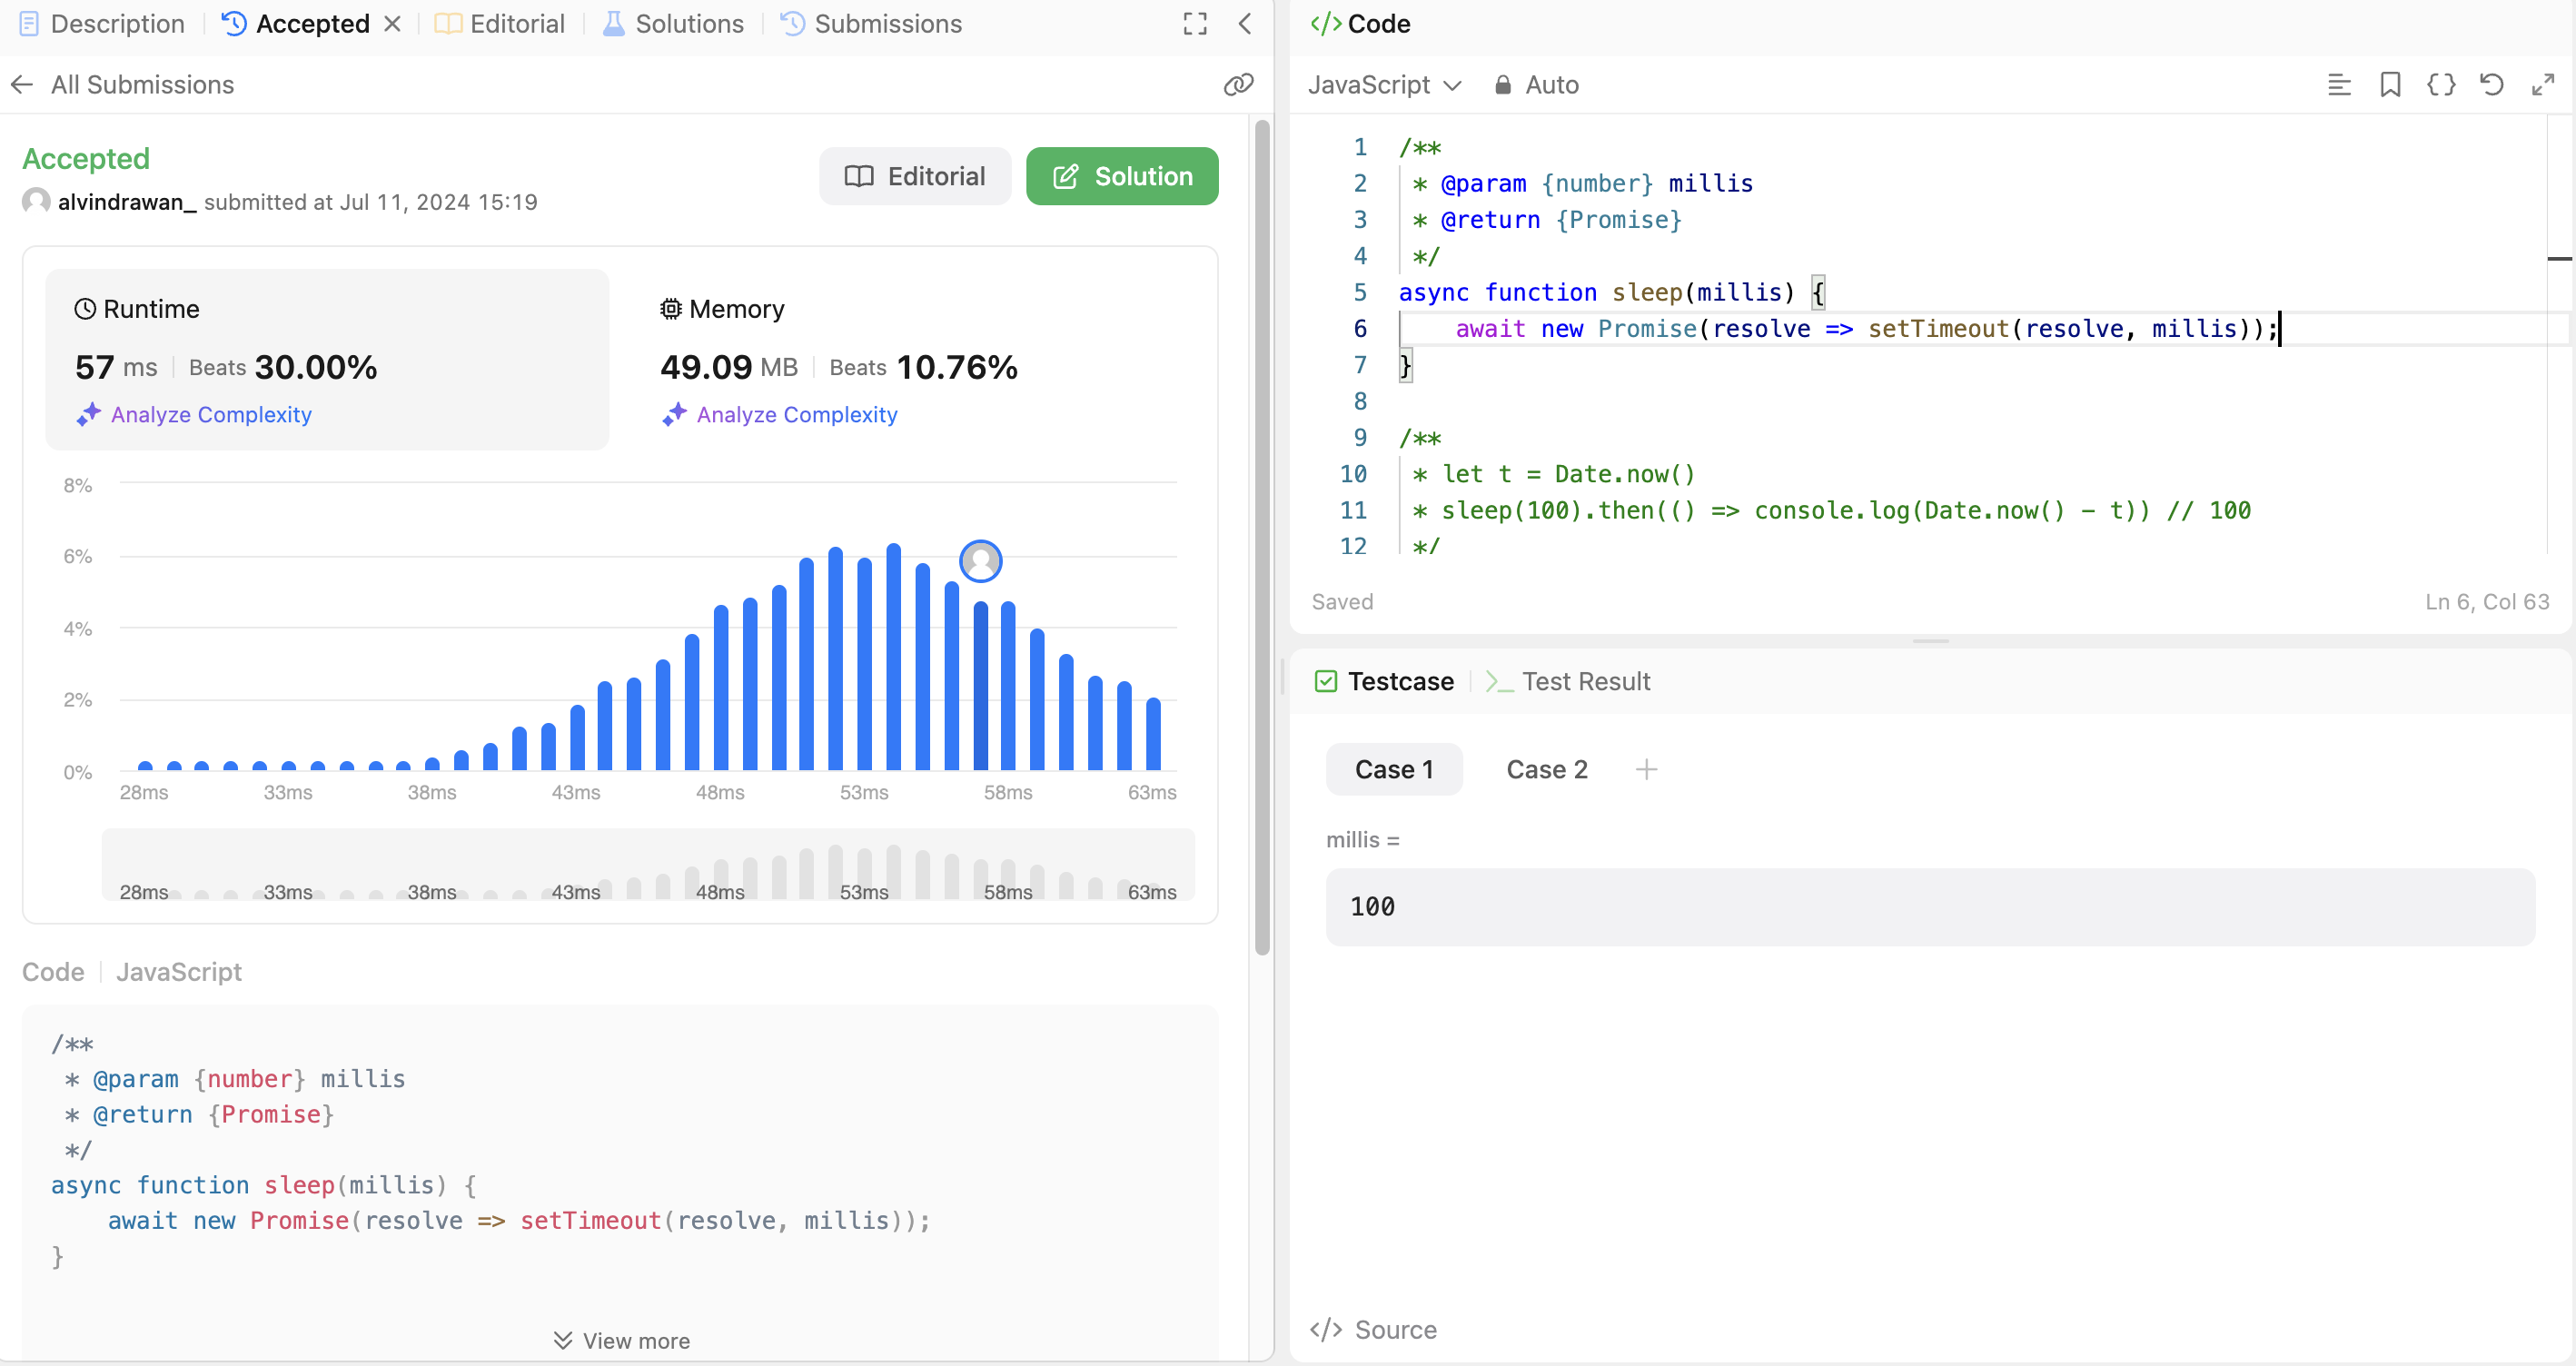 Description
Accepted
Editorial
Solutions
Submissions
All Submissions
Accepted
alvindrawan_ submitted at Jul 11, 2024 15:19
Editorial
Solution
Runtime
57 ms Beats 30.00%
Analyze Complexity
Memory
49.09 MB Beats 10.76%
Analyze Complexity
8%
6%
4%
2%
0%
28ms 33ms 38ms 43ms 48ms 53ms 58ms 63ms
28ms 33ms 38ms 43ms 48ms 53ms 58ms 63ms
Code JavaScript
/**
 * @param {number} millis
 * @return {Promise}
 */
async function sleep(millis) {
    await new Promise(resolve => setTimeout(resolve, millis));
}
View more
</> Code
JavaScript Auto
1 /**
2  * @param {number} millis
3  * @return {Promise}
4  */
5 async function sleep(millis) {
6     await new Promise(resolve => setTimeout(resolve, millis));
7 }
8
9 /**
10  * let t = Date.now()
11  * sleep(100).then(() => console.log(Date.now() - t)) // 100
12  */
Saved
Ln 6, Col 63
Testcase
Test Result
Case 1
Case 2
millis =
100
</> Source